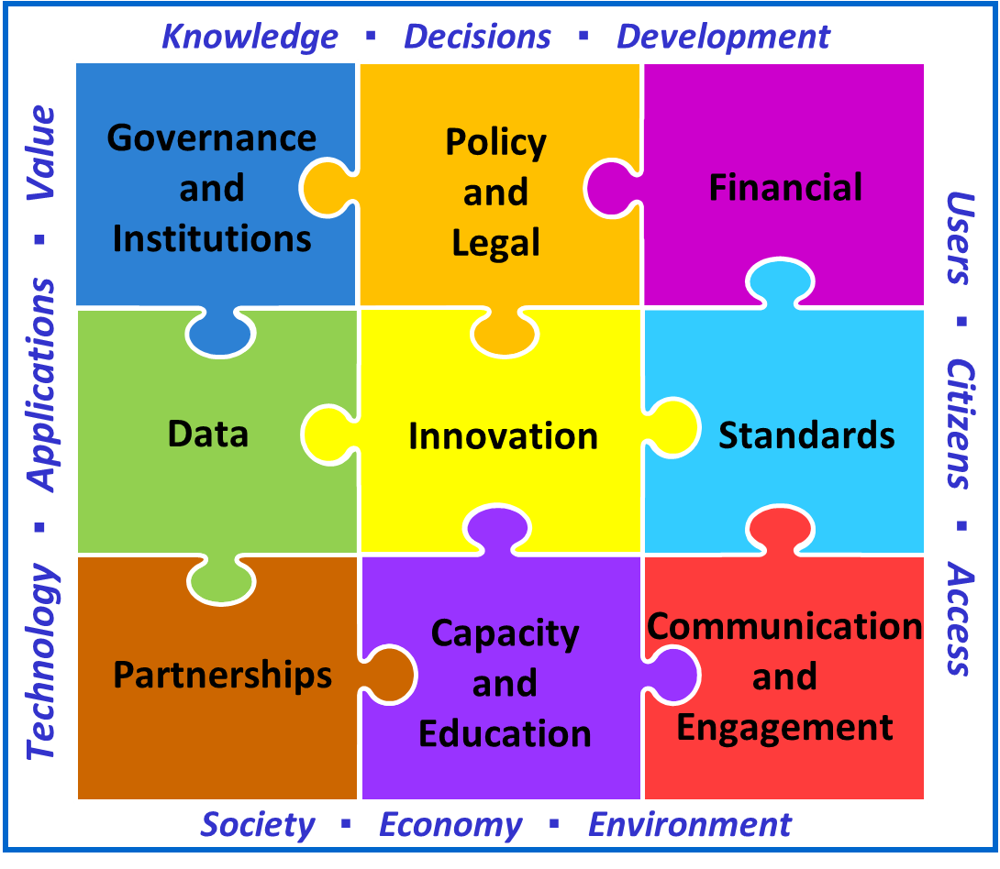 Knowledge ▪ Decisions ▪ Development
Technology ▪ Applications ▪ Value
Governance
and
Institutions
Policy
and
Legal
Financial
Data
Innovation
Standards
Partnerships
Capacity
and
Education
Communication
and
Engagement
Users ▪ Citizens ▪ Access
Society ▪ Economy ▪ Environment